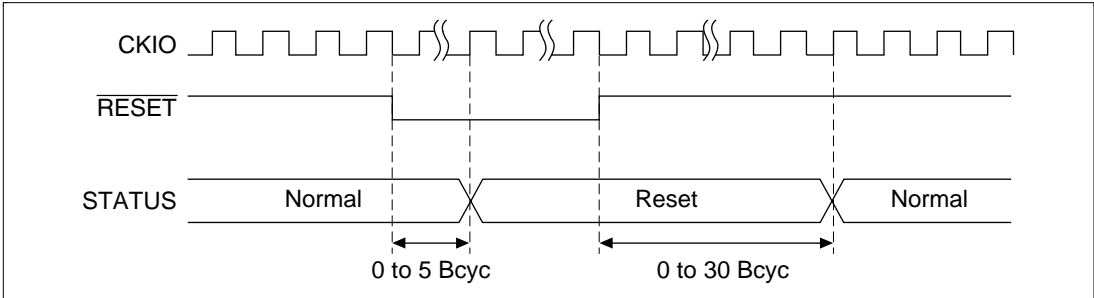 CKIO
RESET
STATUS Normal Reset Normal
0 to 5 Bcyc 0 to 30 Bcyc